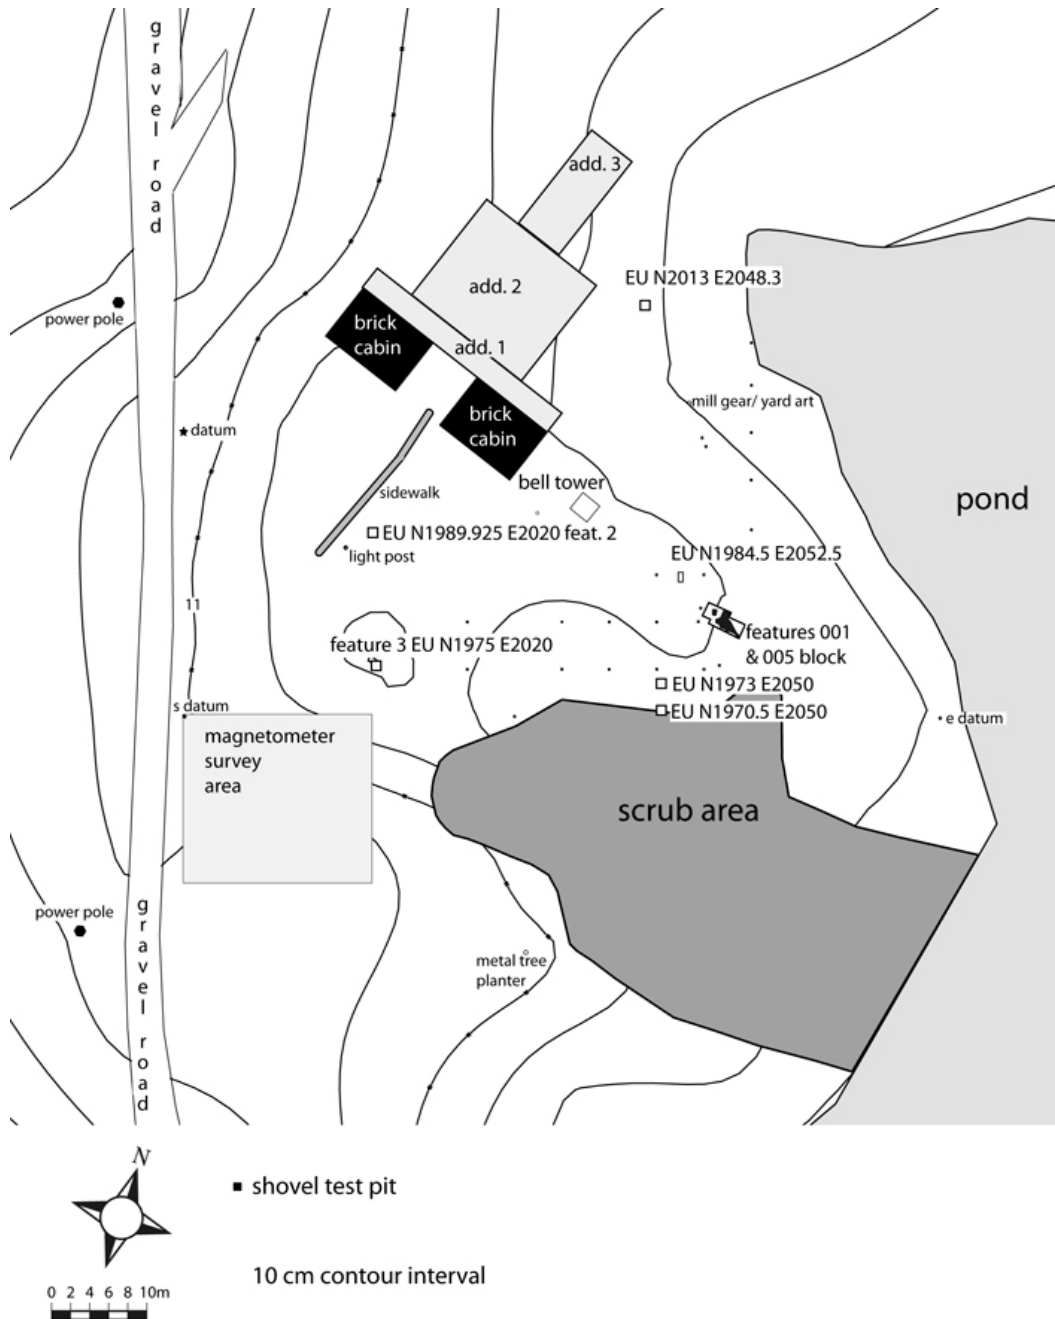 gravel road
add. 3
EU N2013 E2048.3
add. 2
power pole
brick
cabin
add. 1
mill gear/ yard art
brick
cabin
datum
bell tower
sidewalk
pond
EU N1989.925 E2020 feat. 2
light post
EU N1984.5 E2052.5
11
features 001
& 005 block
feature 3 EU N1975 E2020
EU N1973 E2050
s datum
EU N1970.5 E2050
e datum
magnetometer
survey
area
scrub area
power pole
gravel road
metal tree
planter
N
shovel test pit
10 cm contour interval
0 2 4 6 8 10m